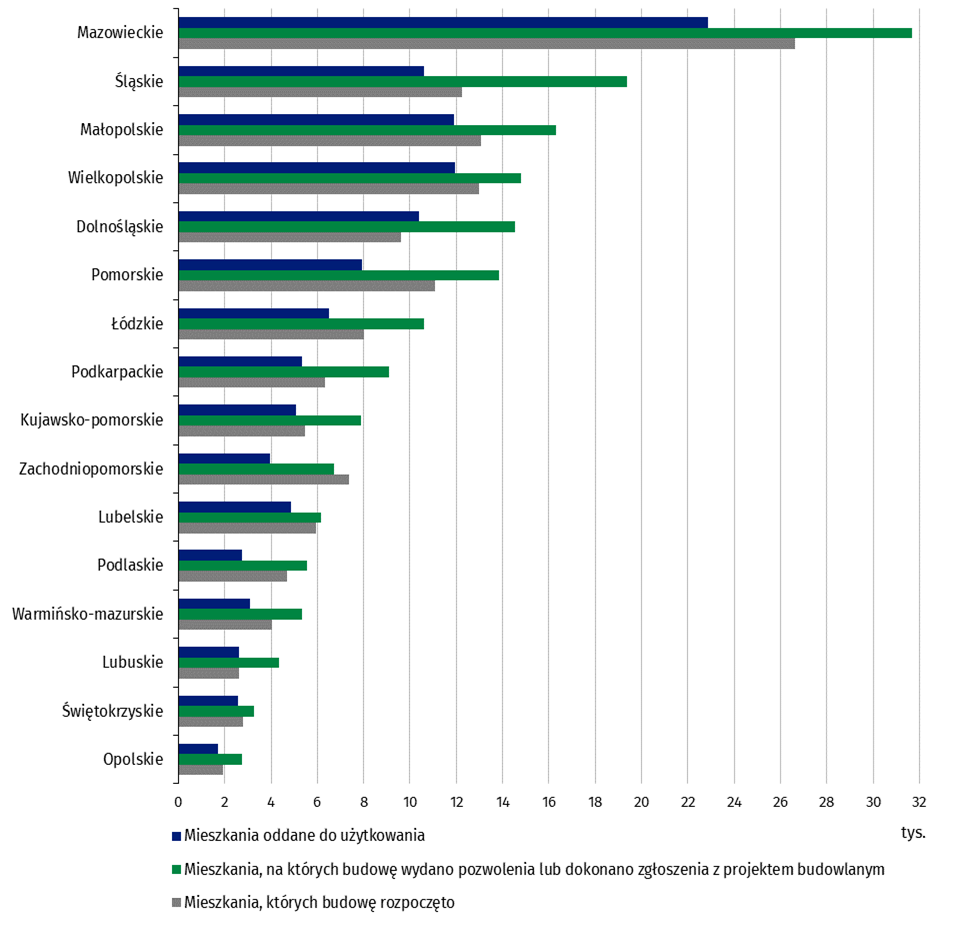 Mazowieckie
Śląskie
Małopolskie
Wielkopolskie
Dolnośląskie
Pomorskie
Łódzkie
Podkarpackie
Kujawsko-pomorskie
Zachodniopomorskie
Lubelskie
Podlaskie
Warmińsko-mazurskie
Lubuskie
Świętokrzyskie
Opolskie
0 2 4 6 8 10 12 14 16 18 20 22 24 26 28 30 32
tys.
Mieszkania oddane do użytkowania
Mieszkania, na których budowę wydano pozwolenia lub dokonano zgłoszenia z projektem budowlanym
Mieszkania, których budowę rozpoczęto